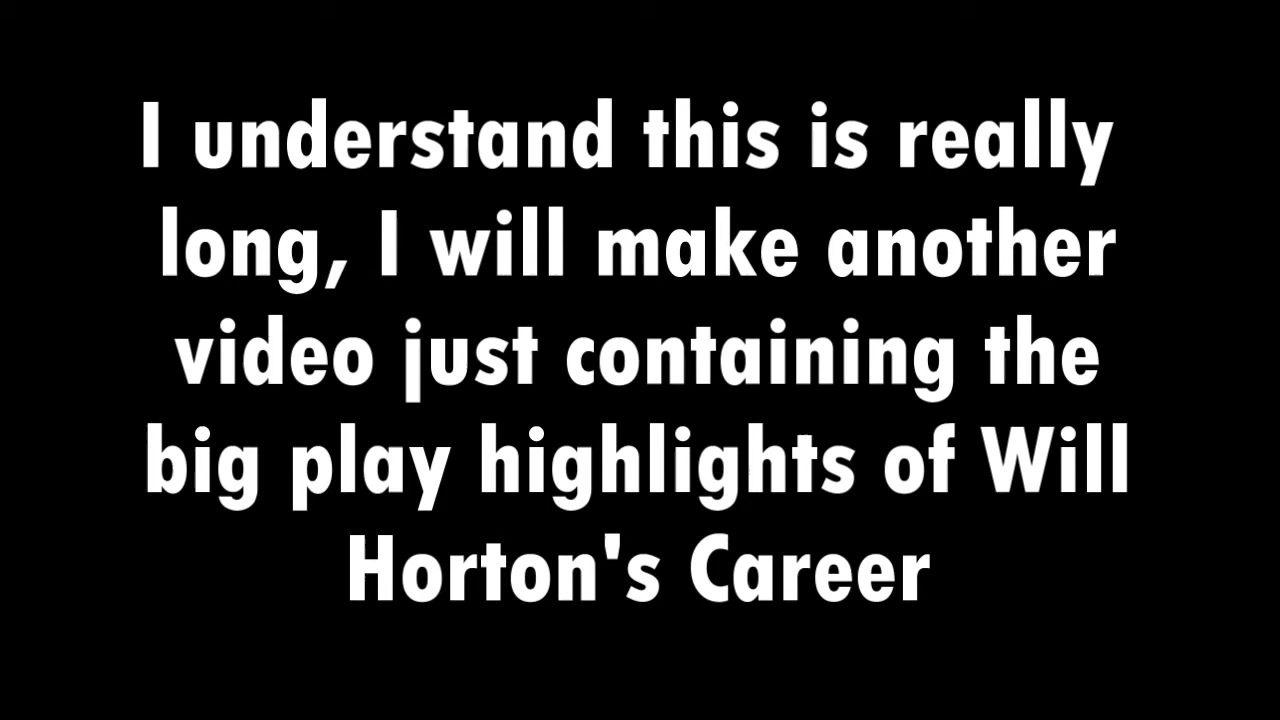 I understand this is really
long, I will make another
video just containing the
big play highlights of Will
Horton's Career